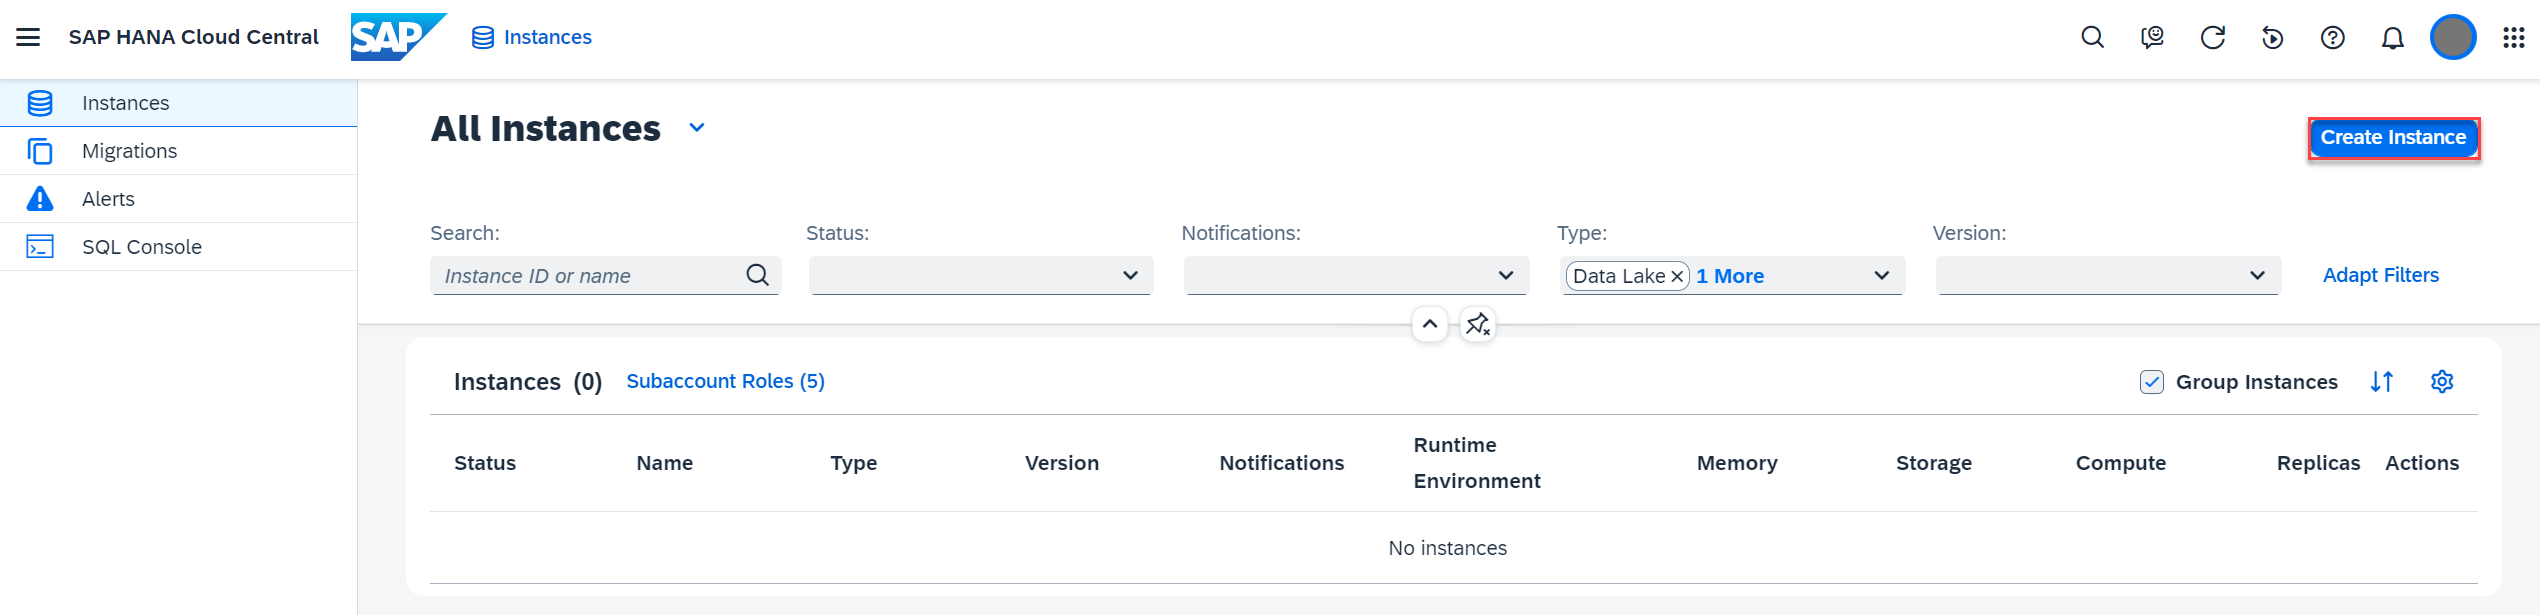 SAP HANA Cloud Central SAP Instances
Instances
Migrations
Alerts
SQL Console
All Instances
Create Instance
Search: Status: Notifications: Type: Version:
Instance ID or name Data Lake 1 More Adapt Filters
Instances (0) Subaccount Roles (5) Group Instances
Status Name Type Version Notifications Runtime Environment Memory Storage Compute Replicas Actions
No instances